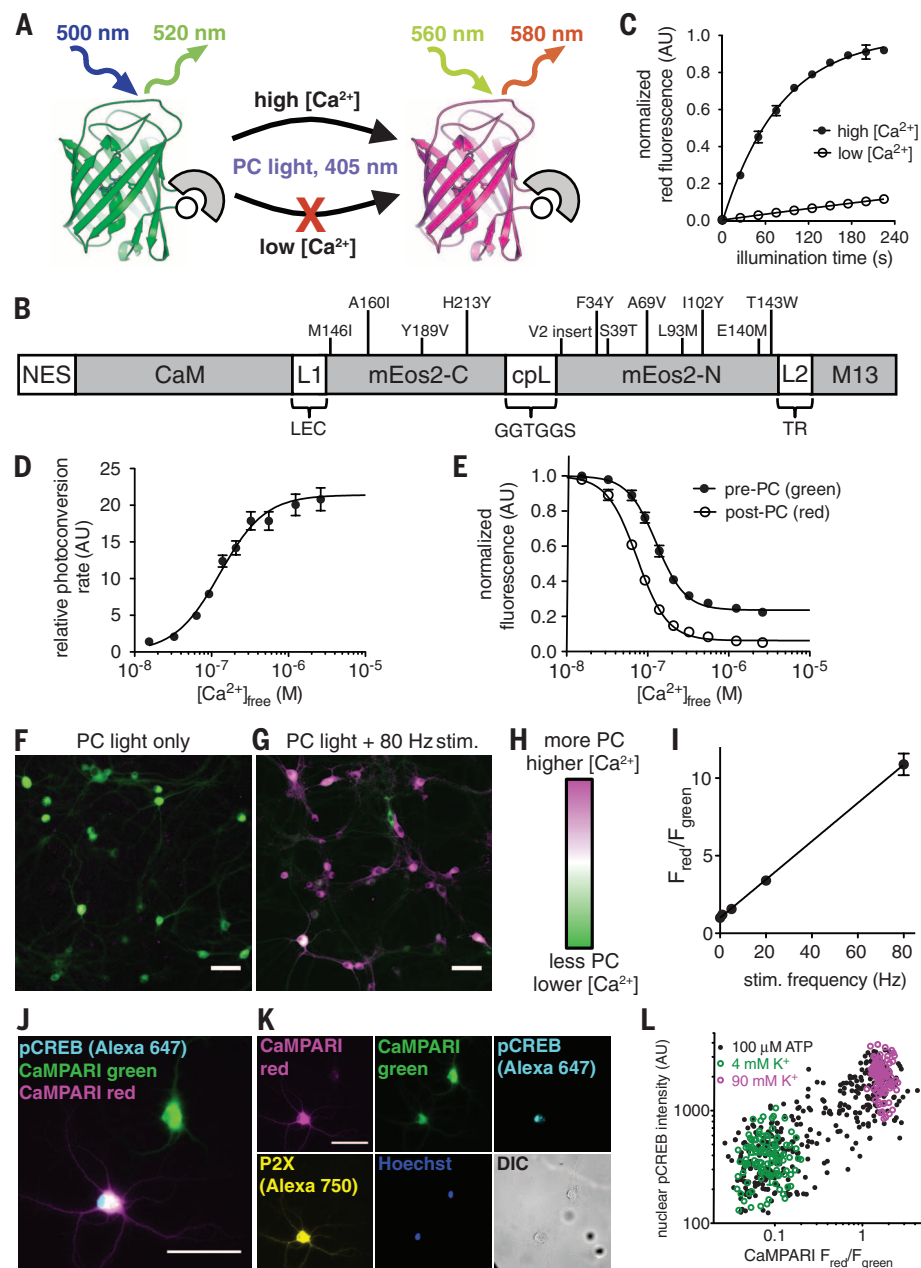 A
500 nm
520 nm
560 nm
580 nm
high [Ca2+]
PC light, 405 nm
X
low [Ca2+]
C
normalized
red fluorescence (AU)
1.0
0.8
0.6
0.4
0.2
0.0
high [Ca2+]
low [Ca2+]
0 60 120 180 240
illumination time (s)
B
A160I
H213Y
F34Y
A69V
I102Y
T143W
M146I
Y189V
V2 insert
S39T
L93M
E140M
NES
CaM
L1
mEos2-C
cpL
mEos2-N
L2
M13
LEC
GGTGGS
TR
D
relative photoconversion
rate (AU)
25
20
15
10
5
0
10-8 10-7 10-6 10-5
[Ca2+]free (M)
E
normalized
fluorescence (AU)
1.0
0.8
0.6
0.4
0.2
0.0
pre-PC (green)
post-PC (red)
10-8 10-7 10-6 10-5
[Ca2+]free (M)
F
PC light only
G
PC light + 80 Hz stim.
H
more PC
higher [Ca2+]
less PC
lower [Ca2+]
I
Fred/Fgreen
10
5
0
0 20 40 60 80
stim. frequency (Hz)
J
pCREB (Alexa 647)
CaMPARI green
CaMPARI red
K
CaMPARI
red
CaMPARI
green
pCREB
(Alexa 647)
P2X
(Alexa 750)
Hoechst
DIC
L
nuclear pCREB intensity (AU)
1000
100
100 μM ATP
4 mM K+
90 mM K+
0.1 1
CaMPARI Fred/Fgreen